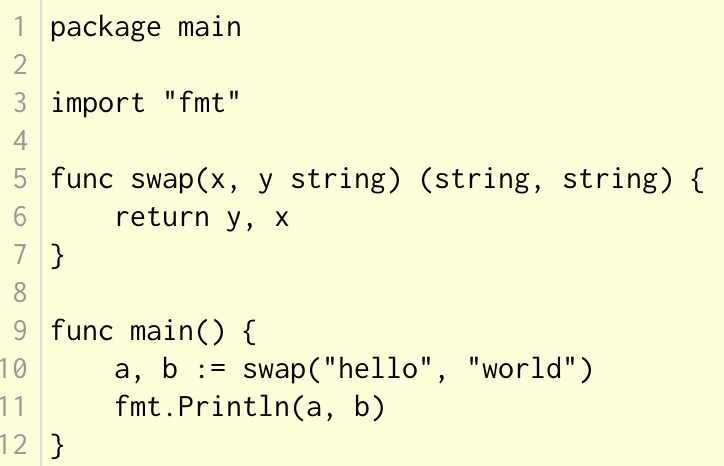 1 package main
2
3 import "fmt"
4
5 func swap(x, y string) (string, string) {
6     return y, x
7 }
8
9 func main() {
10     a, b := swap("hello", "world")
11     fmt.Println(a, b)
12 }